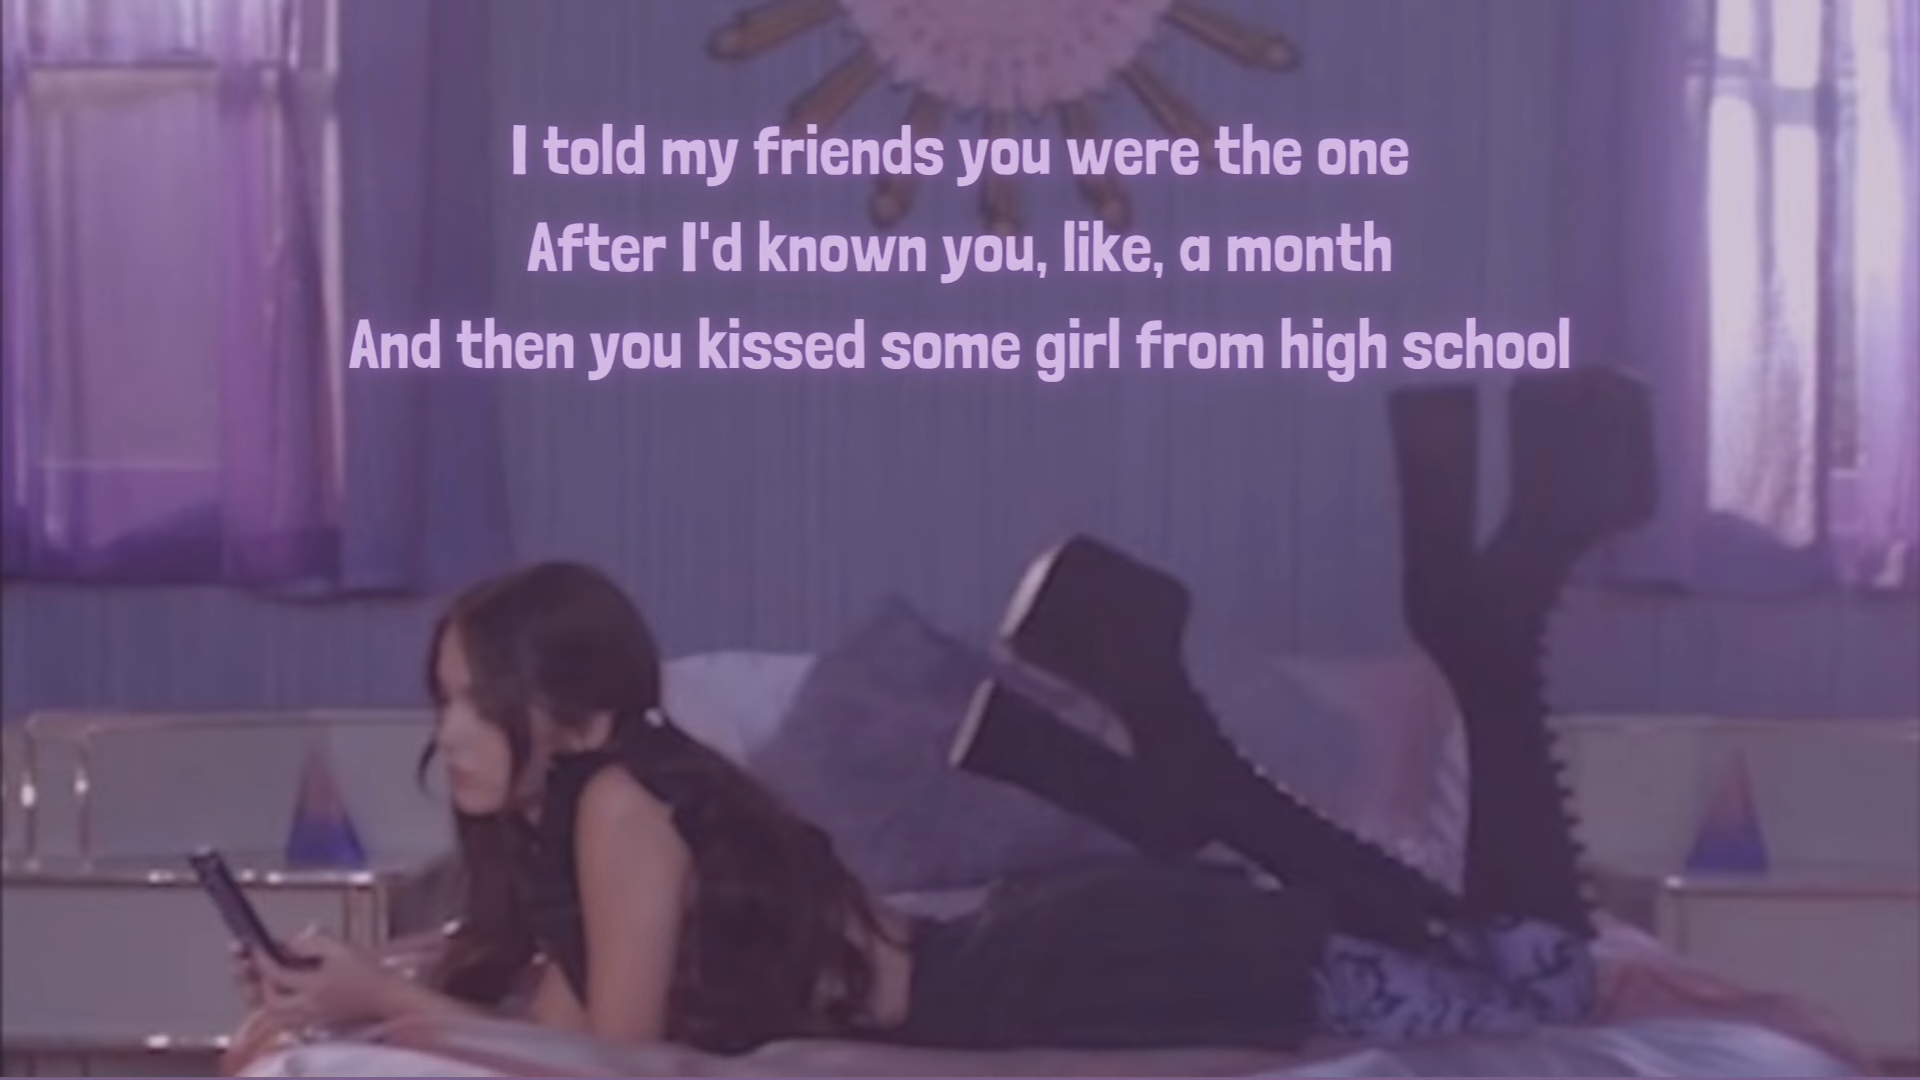 I told my friends you were the one
After I'd known you, like, a month
And then you kissed some girl from high school